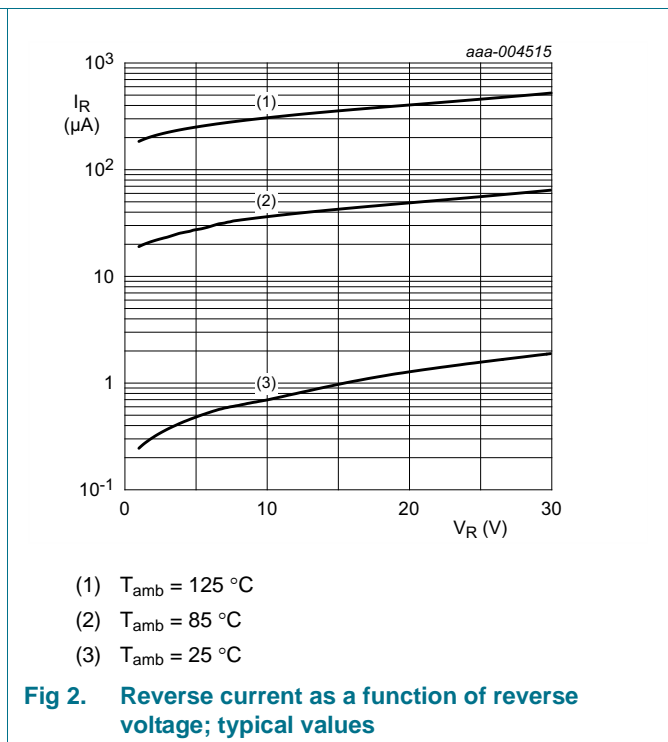 aaa-004515
10³
I_R
(μA)
(1)
10²
(2)
10
1
(3)
10⁻¹
0 10 20 30
V_R (V)
(1) T_amb = 125 °C
(2) T_amb = 85 °C
(3) T_amb = 25 °C
Fig 2. Reverse current as a function of reverse
voltage; typical values